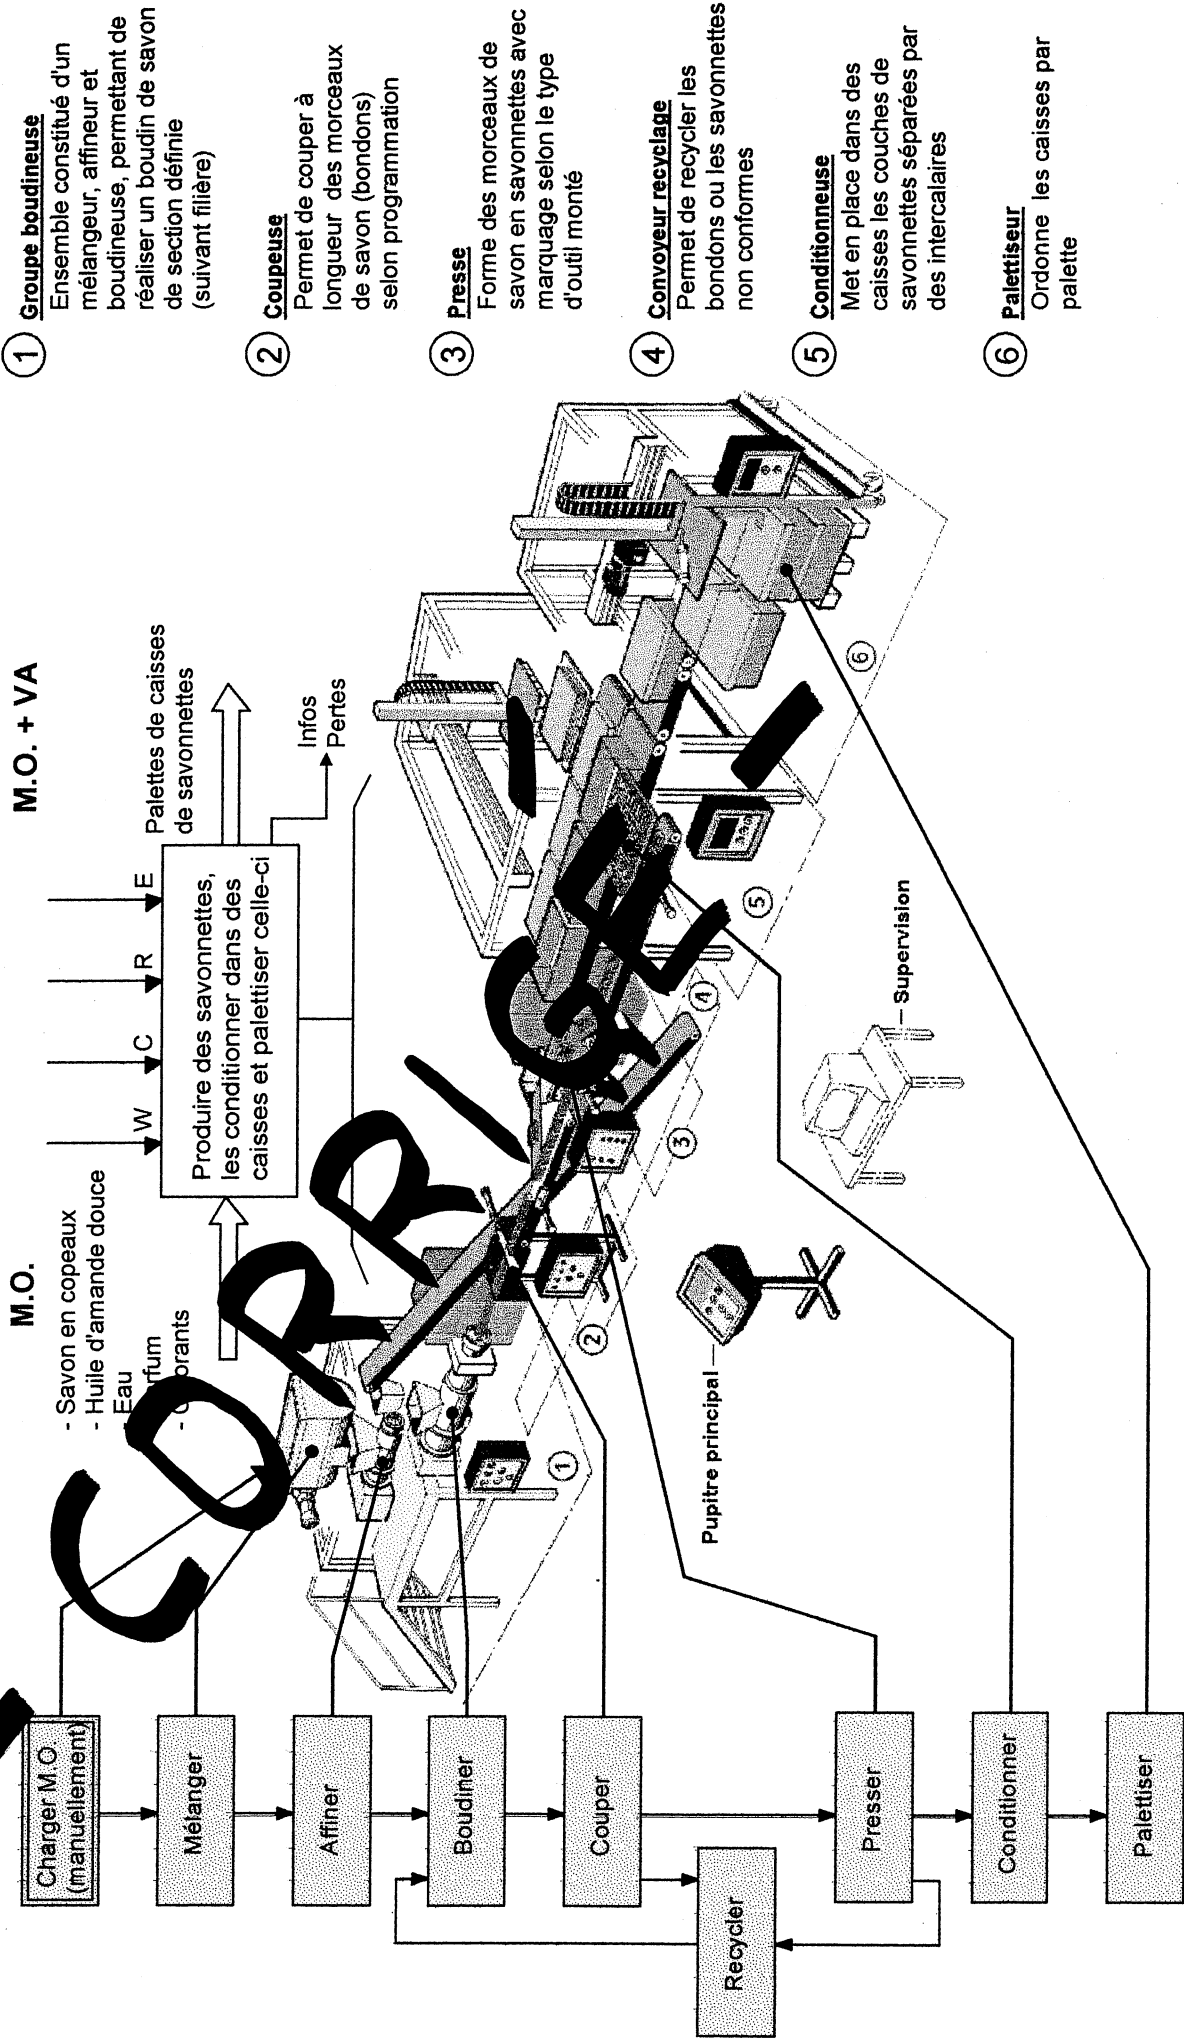 M.O.
M.O. + VA
- Savon en copeaux
- Huile d'amande douce
- Eau
W
C
R
E
Produire des savonnettes,
les conditionner dans des
caisses et palettiser celle-ci
Palettes de caisses
de savonnettes
Infos
Pertes
CORRIGE
Charger M.O
(manuellement)
Mélanger
Affiner
Boudiner
Couper
Recycler
Presser
Conditionner
Palettiser
1
2
3
4
5
6
Pupitre principal
Supervision
1 Groupe boudineuse
Ensemble constitué d'un
mélangeur, affineur et
boudineuse, permettant de
réaliser un boudin de savon
de section définie
(suivant filière)
2 Coupeuse
Permet de couper à
longueur des morceaux
de savon (bondons)
selon programmation
3 Presse
Forme des morceaux de
savon en savonnettes avec
marquage selon le type
d'outil monté
4 Convoyeur recyclage
Permet de recycler les
bondons ou les savonnettes
non conformes
5 Conditionneuse
Met en place dans des
caisses les couches de
savonnettes séparées par
des intercalaires
6 Palettiseur
Ordonne les caisses par
palette